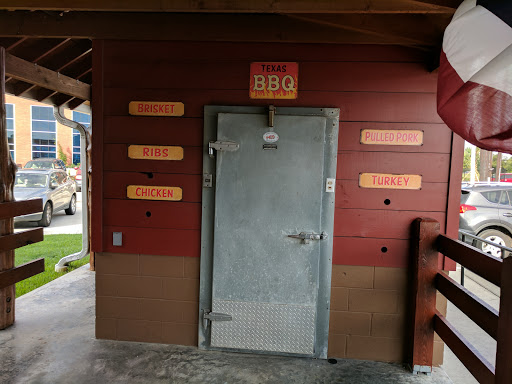 TEXAS
BBQ
BRISKET
PULLED PORK
RIBS
CHICKEN
TURKEY